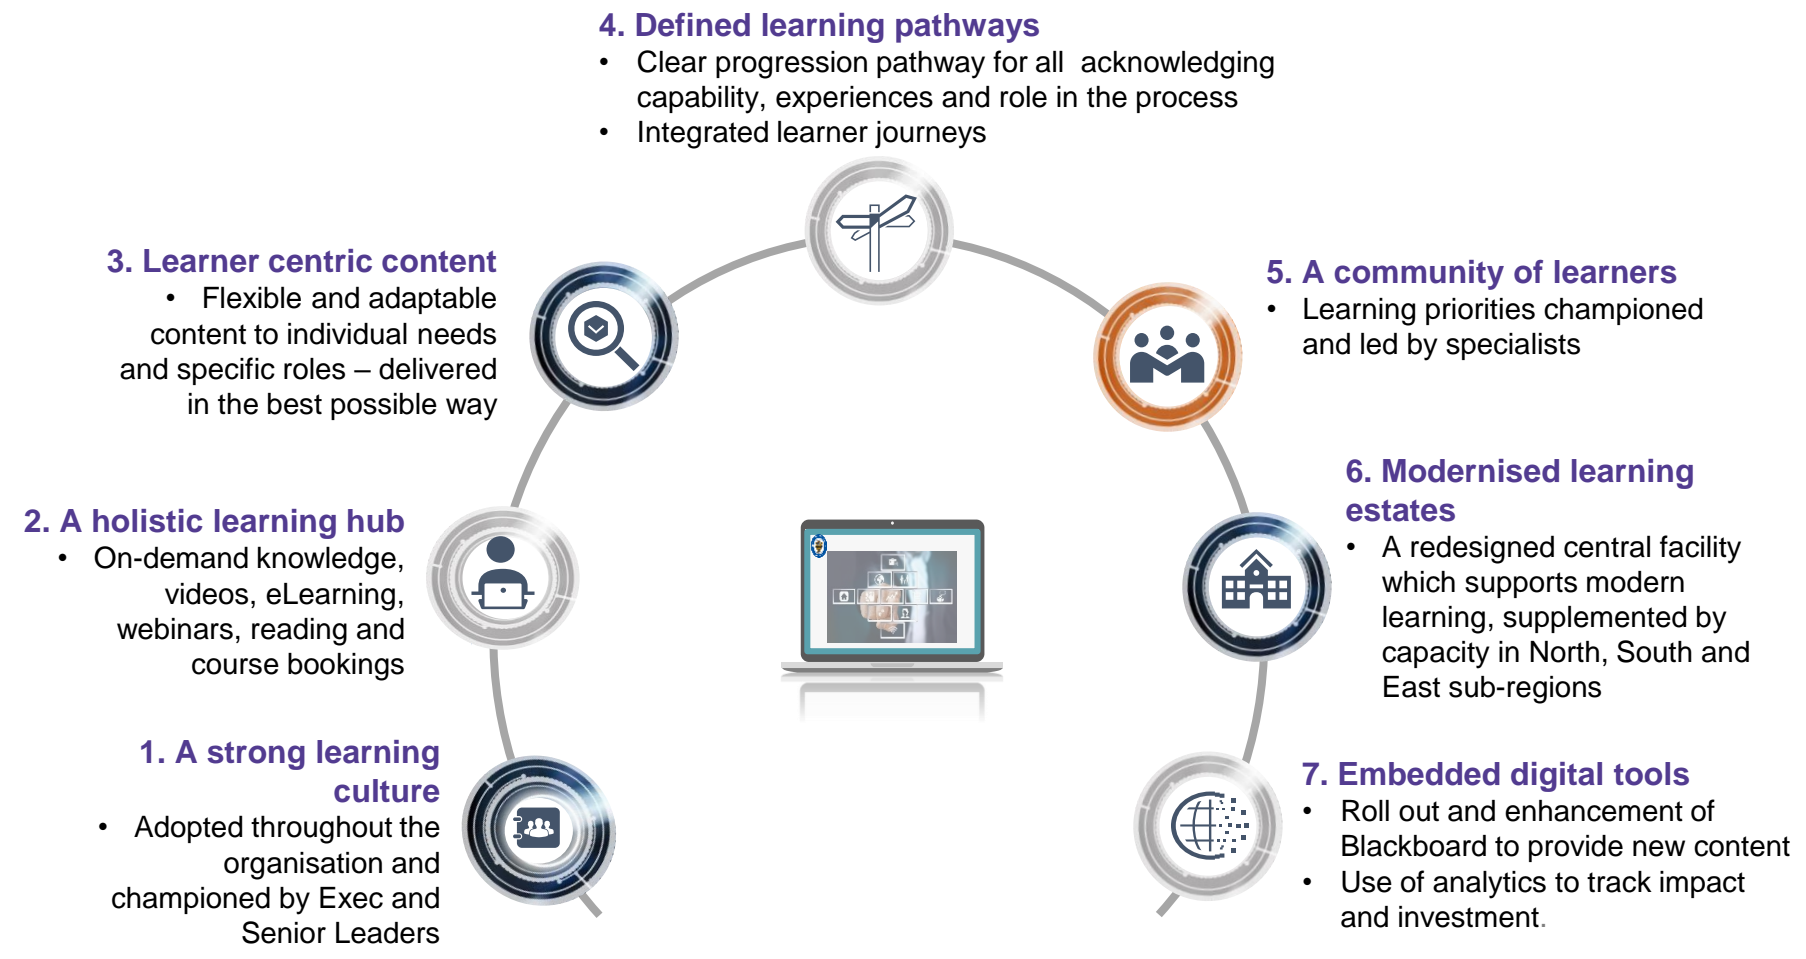 4. Defined learning pathways
• Clear progression pathway for all acknowledging
capability, experiences and role in the process
• Integrated learner journeys
3. Learner centric content
• Flexible and adaptable
content to individual needs
and specific roles – delivered
in the best possible way
5. A community of learners
• Learning priorities championed
and led by specialists
2. A holistic learning hub
• On-demand knowledge,
videos, eLearning,
webinars, reading and
course bookings
6. Modernised learning
estates
• A redesigned central facility
which supports modern
learning, supplemented by
capacity in North, South and
East sub-regions
1. A strong learning
culture
• Adopted throughout the
organisation and
championed by Exec and
Senior Leaders
7. Embedded digital tools
• Roll out and enhancement of
Blackboard to provide new content
• Use of analytics to track impact
and investment.